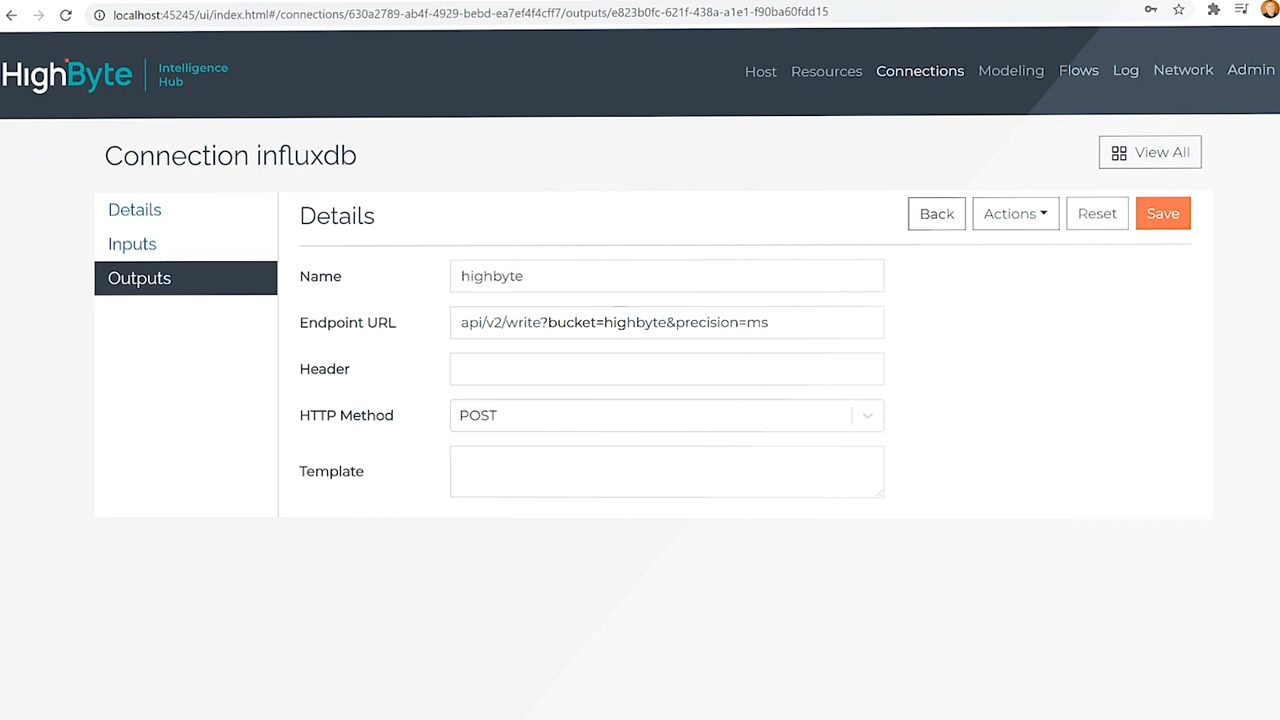 localhost:45245/ui/index.html#/connections/630a2789-ab4f-4929-bebd-ea7ef4f4cff7/outputs/e823b0fc-621f-438a-a1e1-f90ba60fdd15
HighByte
Intelligence
Hub
Host Resources Connections Modeling Flows Log Network Admin
Connection influxdb
View All
Details
Inputs
Outputs
Details
Back Actions Reset Save
Name highbyte
Endpoint URL api/v2/write?bucket=highbyte&precision=ms
Header
HTTP Method POST
Template